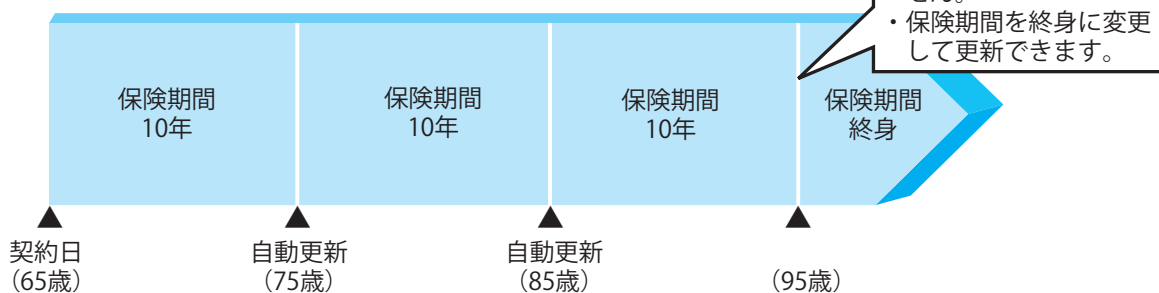 ・保険期間を終身に変更
して更新できます。
保険期間
10年
保険期間
10年
保険期間
10年
保険期間
終身
契約日
（65歳）
自動更新
（75歳）
自動更新
（85歳）
（95歳）